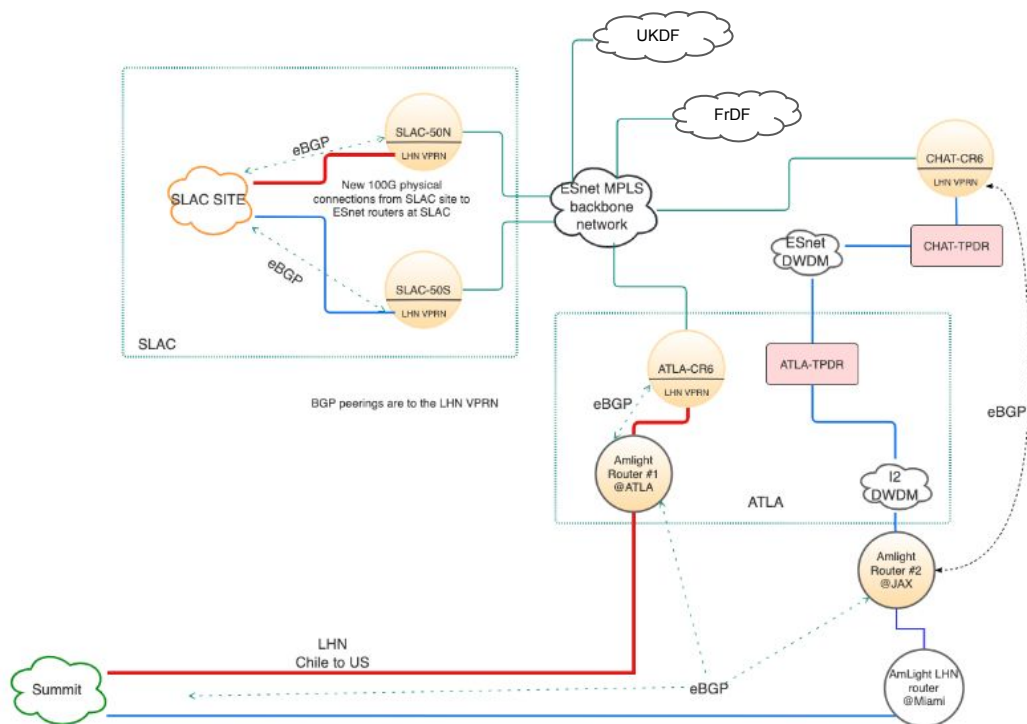 UKDF
FrDF
SLAC-50N
LHN VPRN
eBGP
SLAC SITE
New 100G physical
connections from SLAC site to
ESnet routers at SLAC
ESnet MPLS
backbone
network
CHAT-CR6
LHN VPRN
ESnet
DWDM
CHAT-TPDR
eBGP
SLAC-50S
LHN VPRN
SLAC
ATLA-CR6
LHN VPRN
ATLA-TPDR
BGP peerings are to the LHN VPRN
eBGP
eBGP
Amlight
Router #1
@ATLA
I2
DWDM
ATLA
Amlight
Router #2
@JAX
LHN
Chile to US
Summit
eBGP
AmLight LHN
router
@Miami